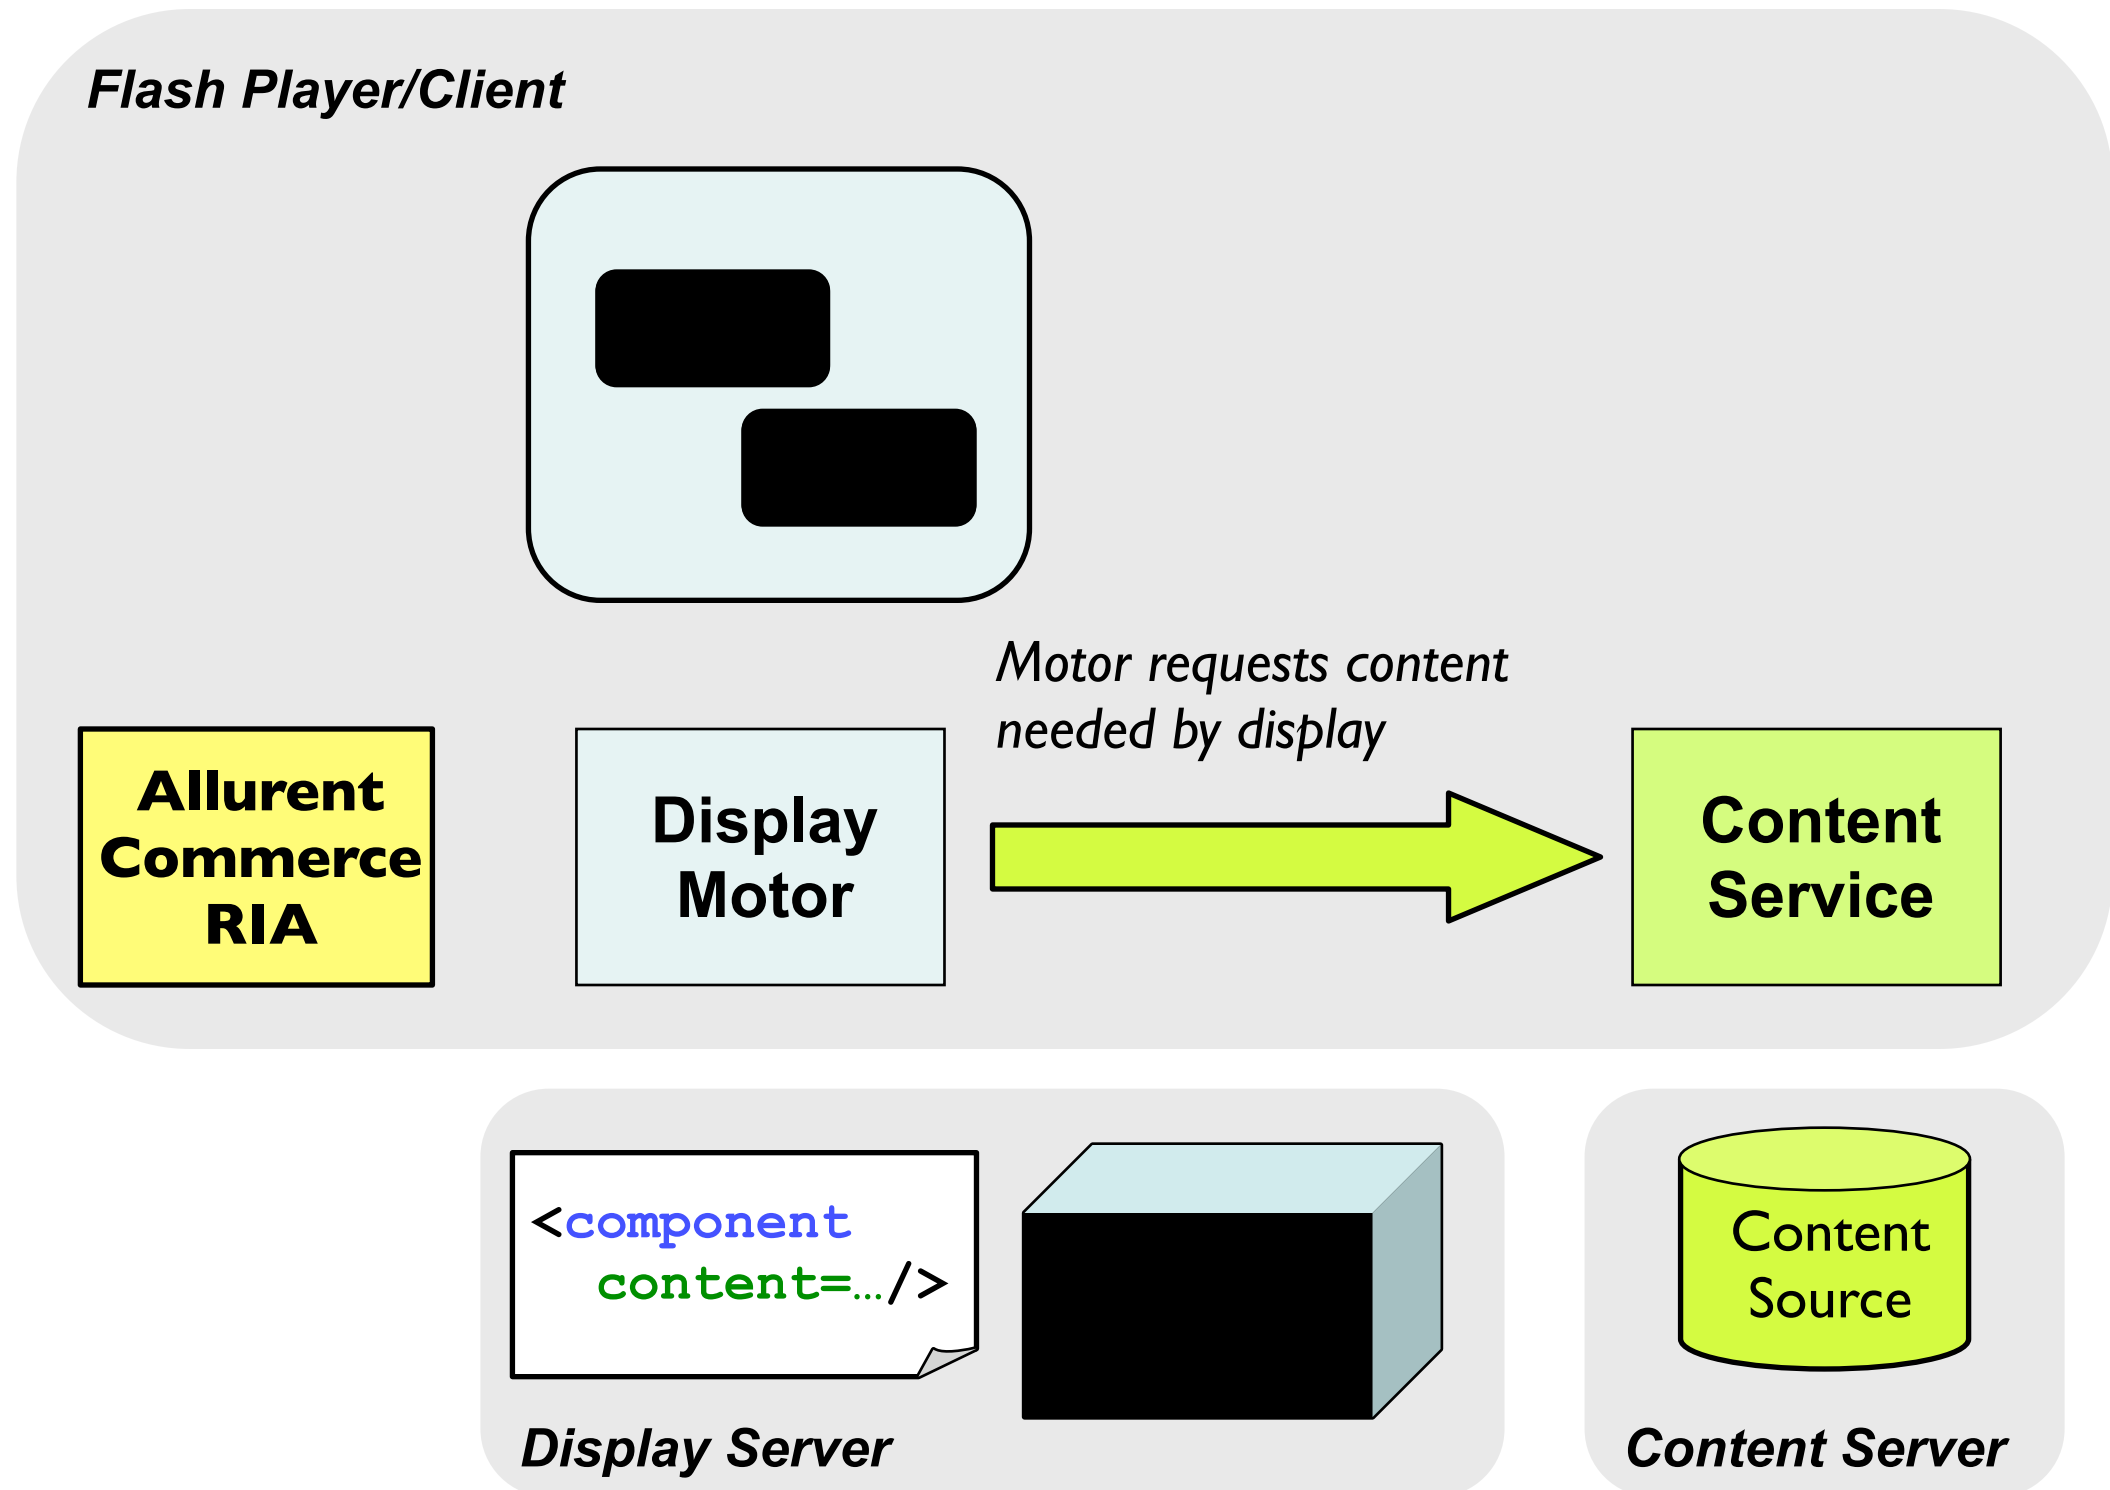 Flash Player/Client
Motor requests content
needed by display
Allurent
Commerce
RIA
Display
Motor
Content
Service
<component
content=.../>
Display Server
Content
Source
Content Server